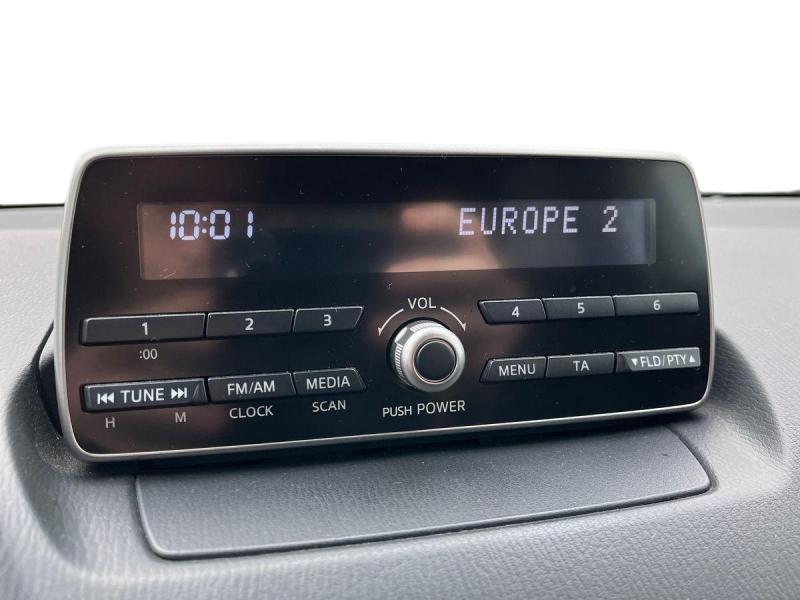 10:01 EUROPE 2
VOL
1 2 3 4 5 6
:00
⏮ TUNE ⏭ FM/AM MEDIA MENU TA ▼FLD/PTY▲
H M CLOCK SCAN PUSH POWER